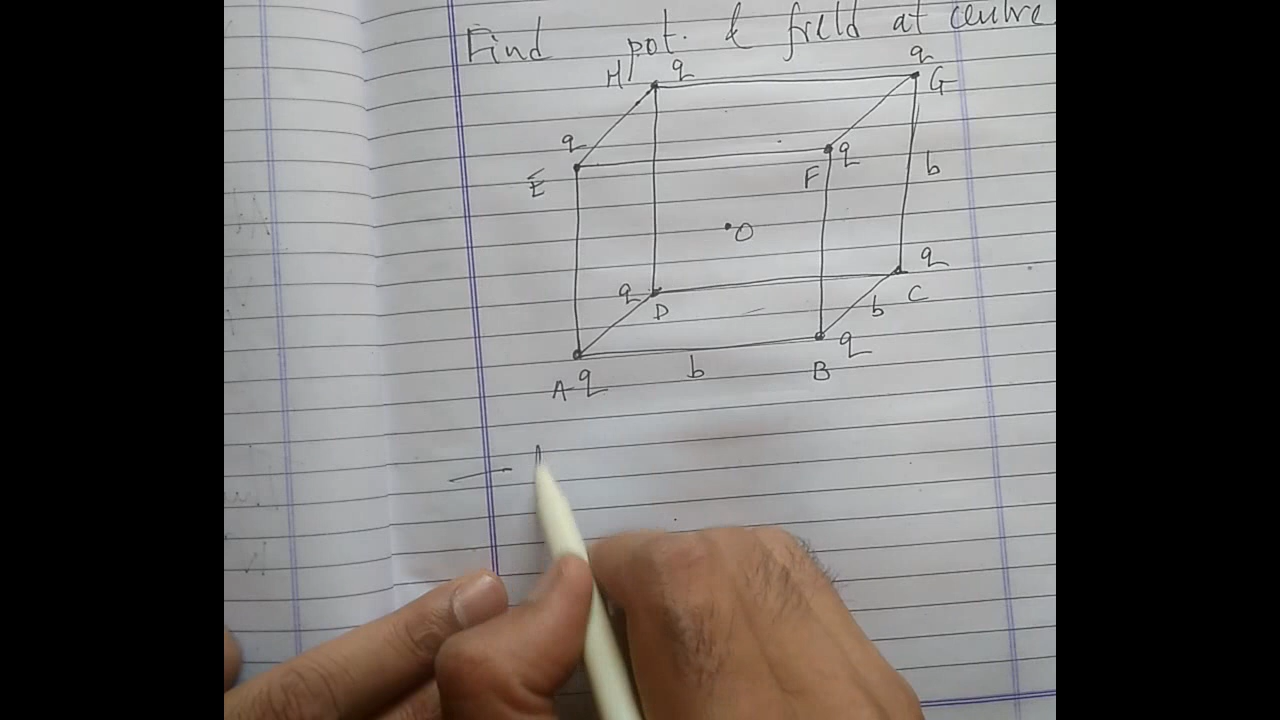 Find pot. & field at centre
H q q G
q
E F q
b
O
q D q C
b
A q b B q